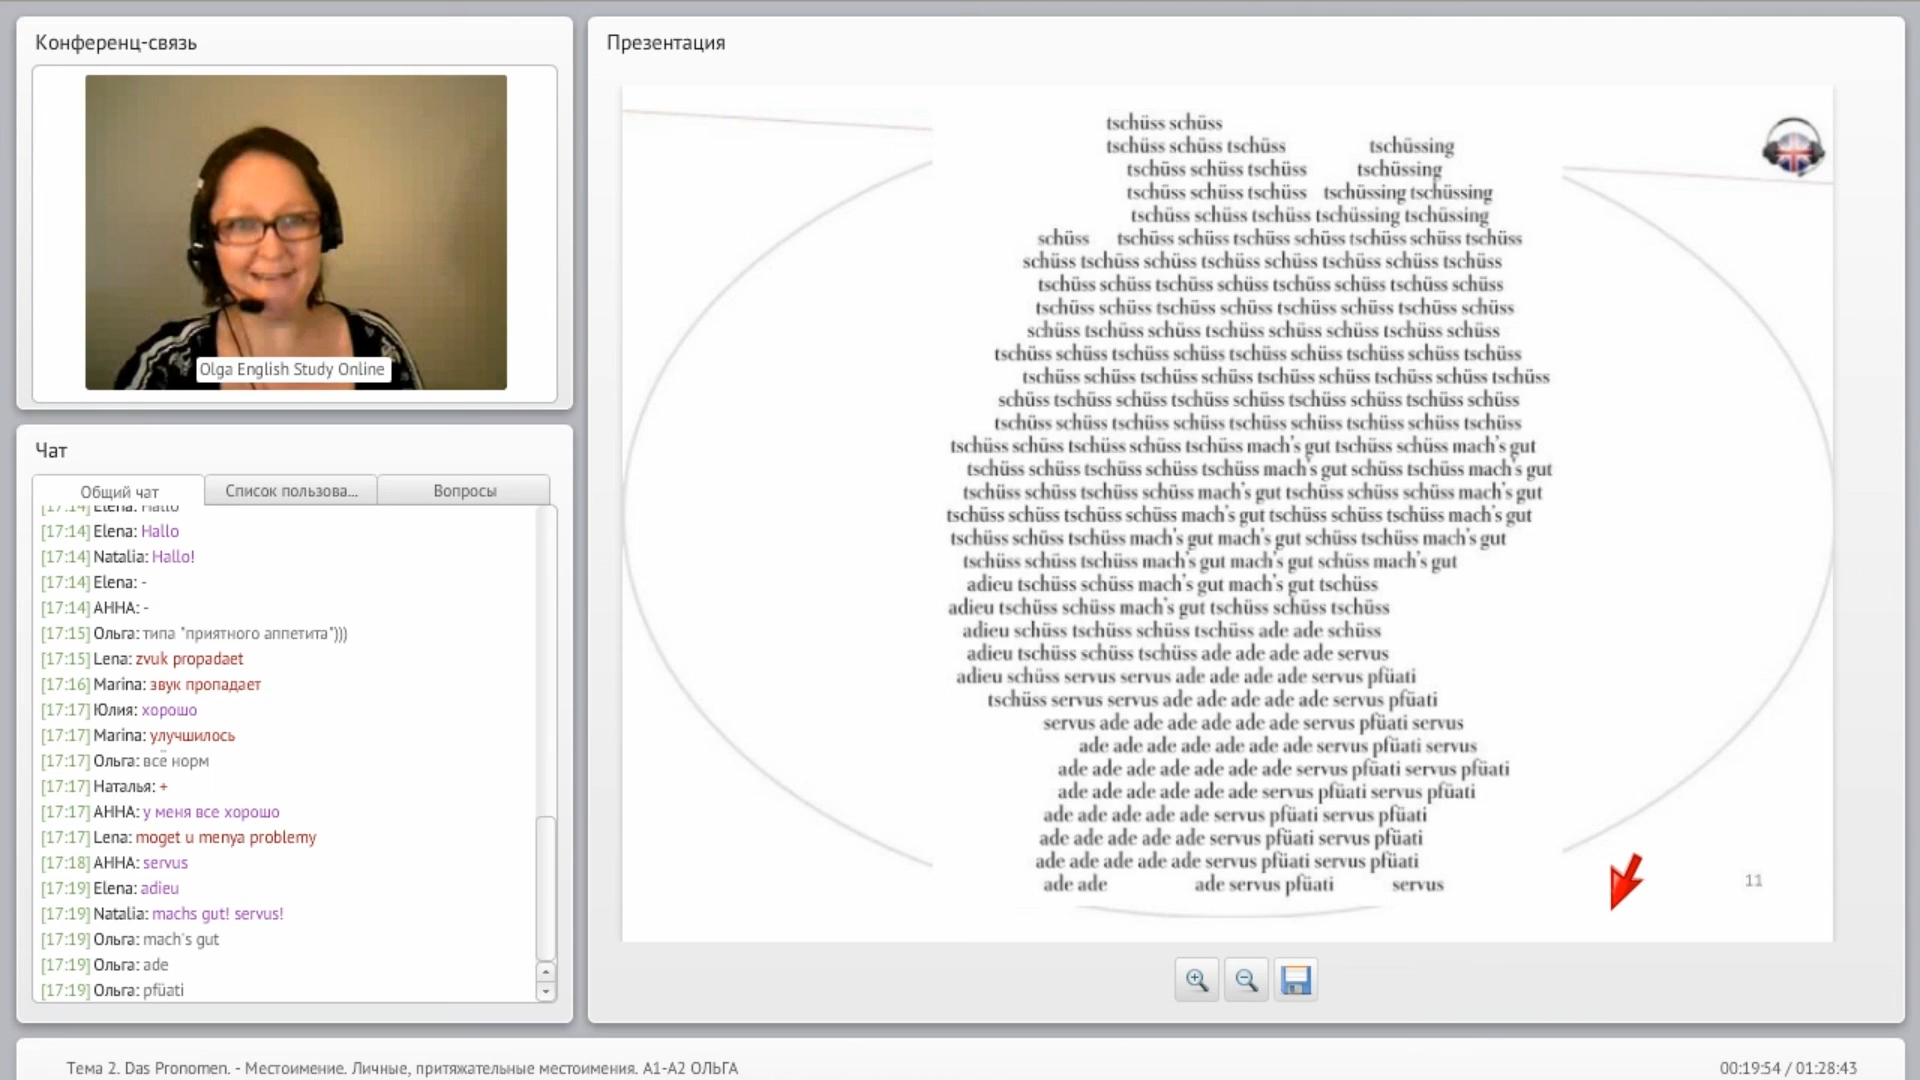 Конференц-связь
Olga English Study Online
Чат
Общий чат
Список пользова...
Вопросы
[17:14] Elena: Hallo
[17:14] Elena: Hallo
[17:14] Natalia: Hallo!
[17:14] Elena: -
[17:14] АННА: -
[17:15] Ольга: типа "приятного аппетита")))
[17:15] Lena: zvuk propadaet
[17:16] Marina: звук пропадает
[17:17] Юлия: хорошо
[17:17] Marina: улучшилось
[17:17] Ольга: всё норм
[17:17] Наталья: +
[17:17] АННА: у меня все хорошо
[17:17] Lena: moget u menya problemy
[17:18] АННА: servus
[17:19] Elena: adieu
[17:19] Natalia: machs gut! servus!
[17:19] Ольга: mach's gut
[17:19] Ольга: ade
[17:19] Ольга: pfüati
Презентация
tschüss schüss
tschüss schüss tschüss tschüssing
tschüss schüss tschüss tschüssing
tschüss schüss tschüss tschüssing tschüssing
tschüss schüss tschüss tschüssing tschüssing
schüss tschüss schüss tschüss schüss tschüss schüss tschüss
schüss tschüss schüss tschüss schüss tschüss schüss tschüss
tschüss schüss tschüss schüss tschüss schüss tschüss schüss
tschüss schüss tschüss schüss tschüss schüss tschüss schüss
schüss tschüss schüss tschüss schüss schüss tschüss schüss
tschüss schüss tschüss schüss tschüss schüss tschüss schüss tschüss
tschüss schüss tschüss schüss tschüss schüss tschüss schüss tschüss
schüss tschüss schüss tschüss schüss tschüss schüss tschüss schüss
tschüss schüss tschüss schüss tschüss schüss tschüss schüss tschüss
tschüss schüss tschüss schüss tschüss mach's gut tschüss schüss mach's gut
tschüss schüss tschüss schüss tschüss mach's gut schüss tschüss mach's gut
tschüss schüss tschüss schüss mach's gut tschüss schüss schüss mach's gut
tschüss schüss tschüss schüss mach's gut tschüss schüss tschüss mach's gut
tschüss schüss tschüss mach's gut mach's gut schüss tschüss mach's gut
tschüss schüss tschüss mach's gut mach's gut schüss mach's gut
adieu tschüss schüss mach's gut mach's gut tschüss
adieu tschüss schüss mach's gut tschüss schüss tschüss
adieu schüss tschüss schüss tschüss ade ade schüss
adieu tschüss schüss tschüss ade ade ade ade servus
adieu schüss servus servus ade ade ade ade servus pfüati
tschüss servus servus ade ade ade ade ade servus pfüati
servus ade ade ade ade ade ade servus pfüati servus
ade ade ade ade ade ade ade servus pfüati servus
ade ade ade ade ade ade ade servus pfüati servus pfüati
ade ade ade ade ade ade servus pfüati servus pfüati
ade ade ade ade ade servus pfüati servus pfüati
ade ade ade ade ade servus pfüati servus pfüati
ade ade ade ade ade servus pfüati servus pfüati
ade ade ade servus pfüati servus
11
Тема 2. Das Pronomen. - Местоимение. Личные, притяжательные местоимения. A1-A2 ОЛЬГА
00:19:54 / 01:28:43